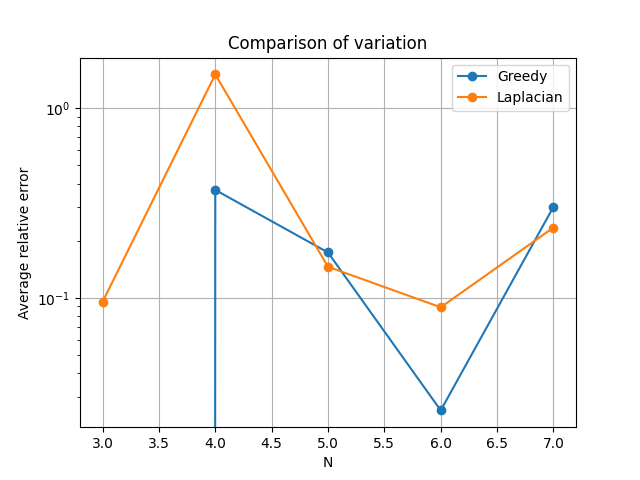 Comparison of variation
Greedy
Laplacian
Average relative error
10⁰
10⁻¹
3.0 3.5 4.0 4.5 5.0 5.5 6.0 6.5 7.0
N